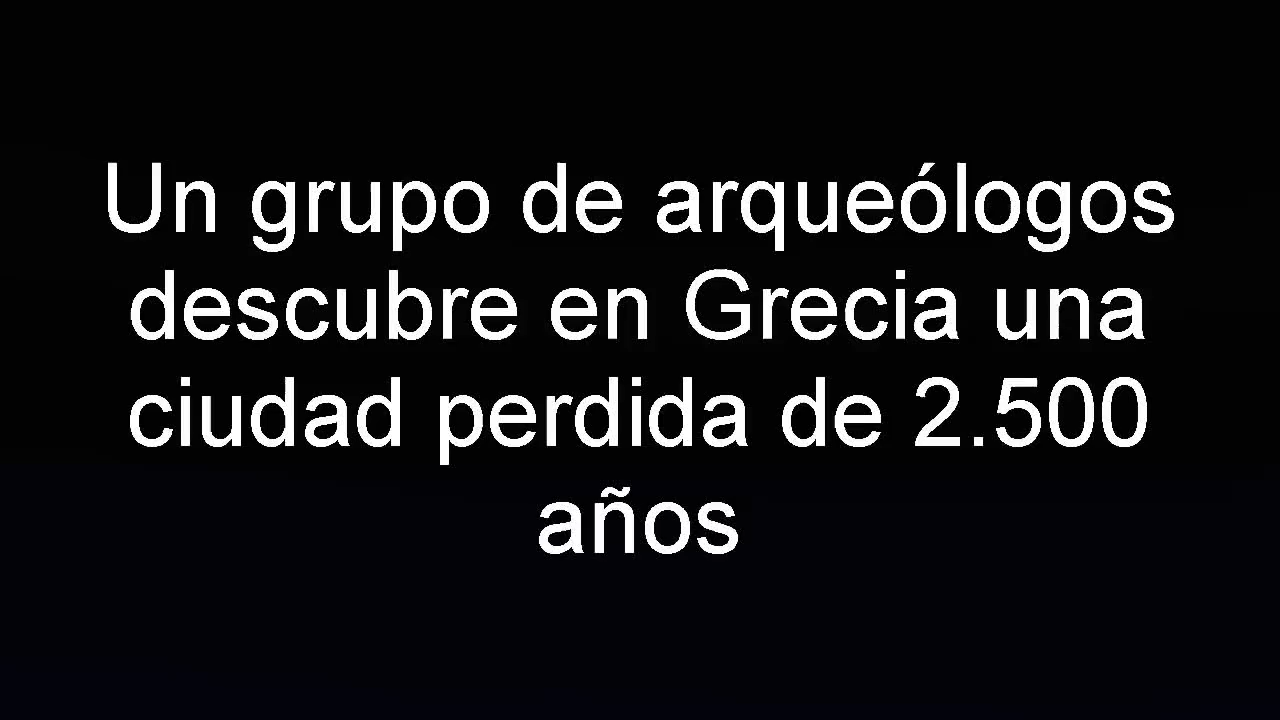 Un grupo de arqueólogos
descubre en Grecia una
ciudad perdida de 2.500
años